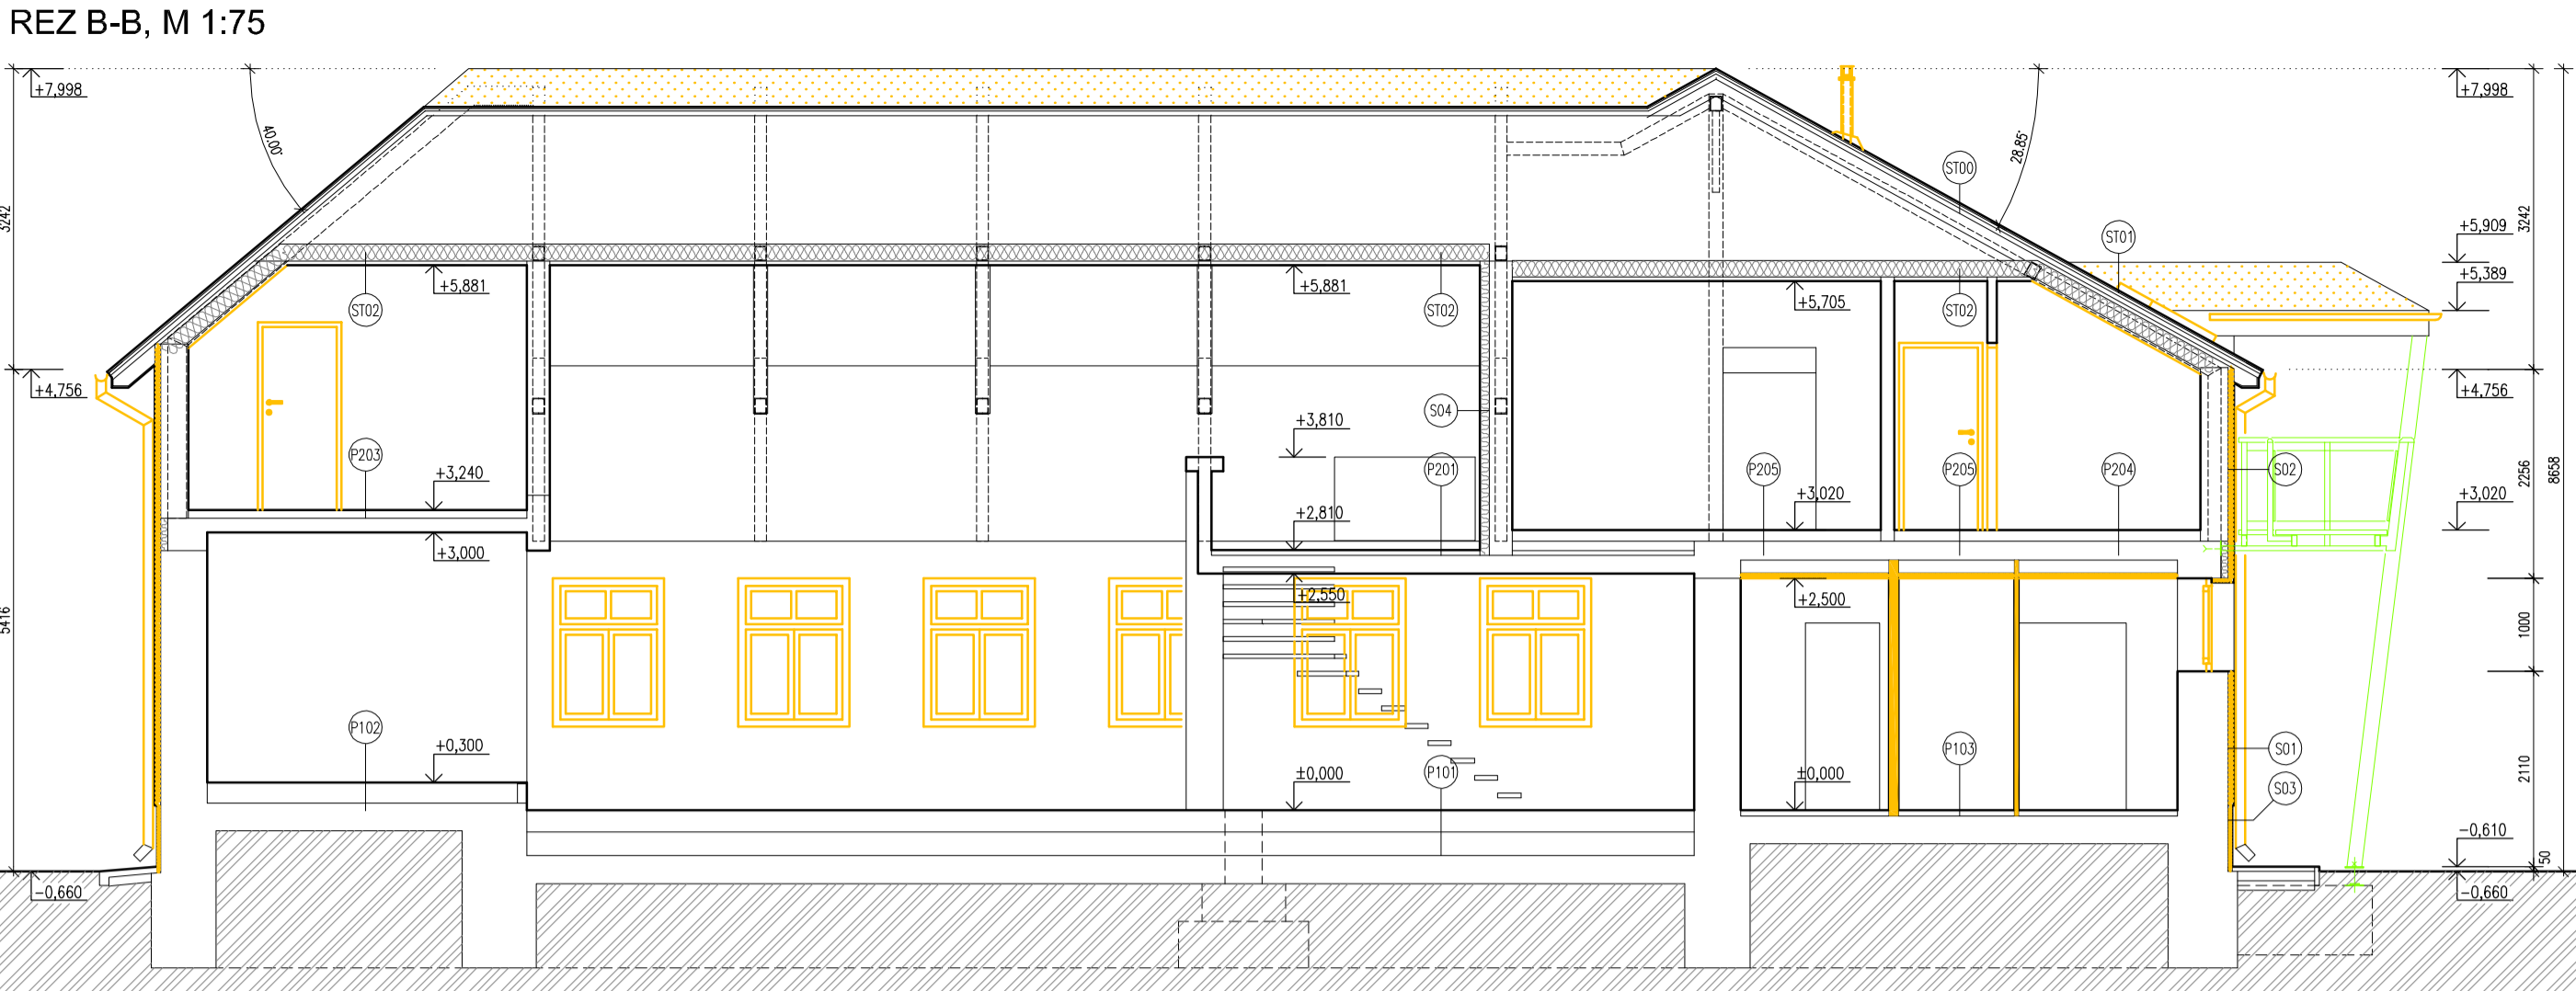 REZ B-B, M 1:75
+7,998
40.00°
3242
+4,756
5416
-0,660
ST02
+5,881
P203
+3,240
+3,000
P102
+0,300
+5,881
ST02
+3,810
S04
P201
+2,810
+2,550
±0,000
P101
+5,705
ST02
P205
P205
P204
+3,020
+2,500
±0,000
P103
ST00
28.85°
ST01
S02
S01
S03
+7,998
+5,909
+5,389
+4,756
+3,020
-0,610
-0,660
3242
2256
1000
2110
50
8658